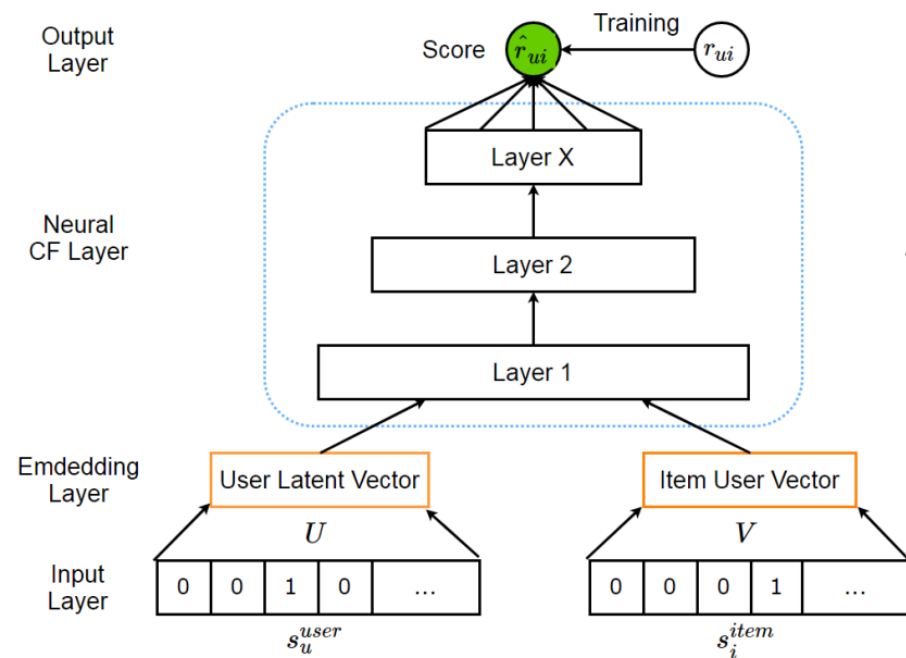 Output
Layer
Score
r̂ui
Training
rui
Layer X
Neural
CF Layer
Layer 2
Layer 1
Emdedding
Layer
User Latent Vector
Item User Vector
U
V
Input
Layer
0 0 1 0 ...
0 0 0 1 ...
s_u^{user}
s_i^{item}